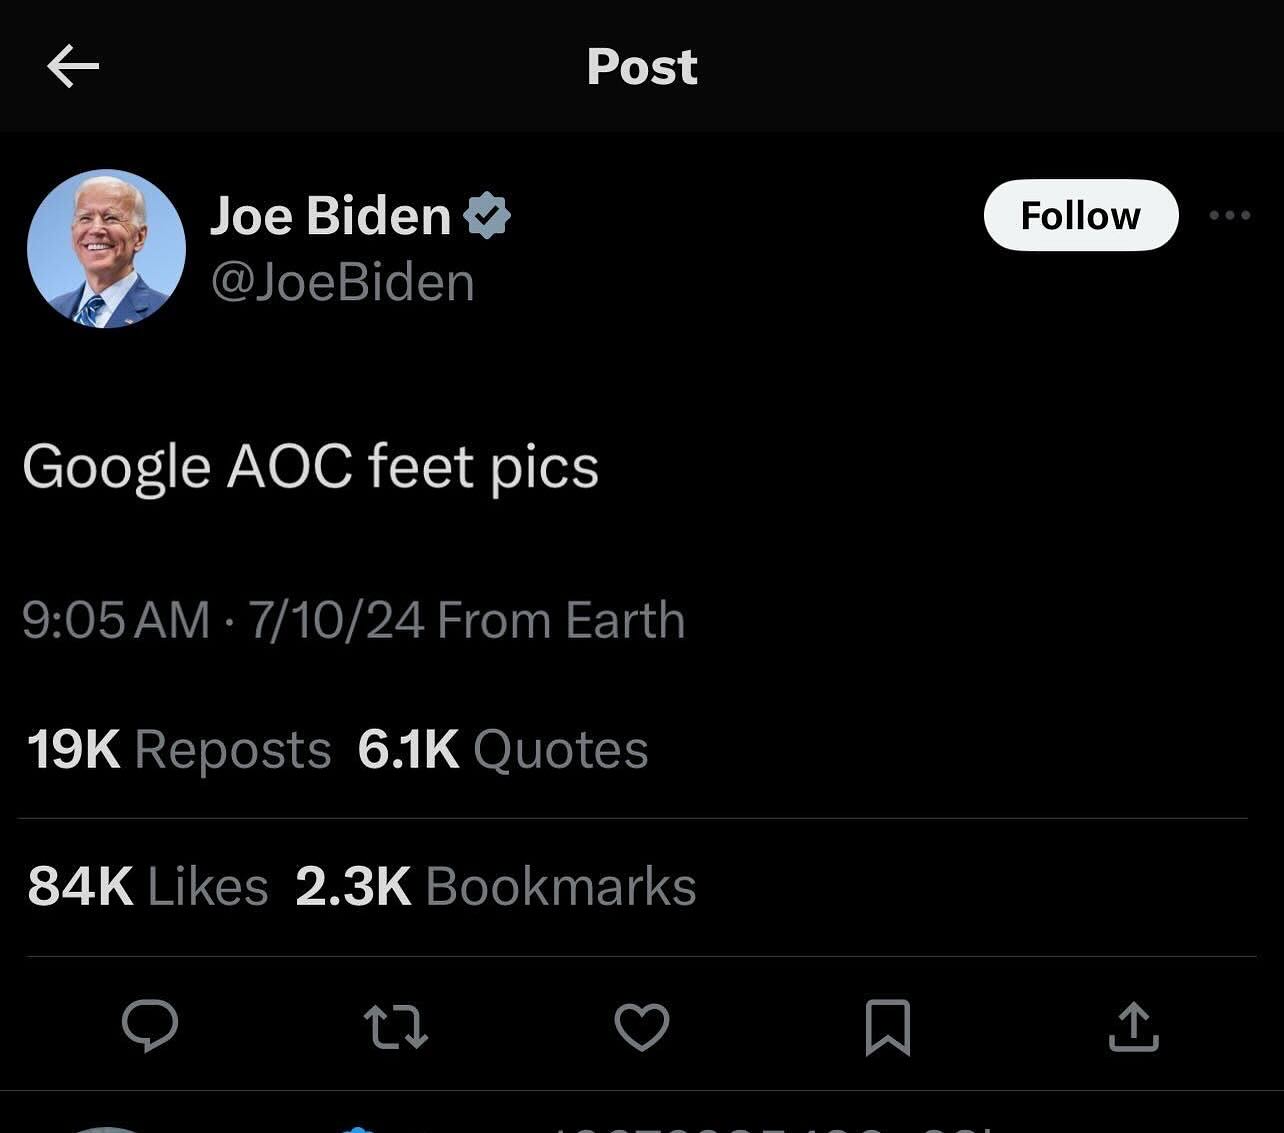 Post
Joe Biden
@JoeBiden
Follow
Google AOC feet pics
9:05 AM · 7/10/24 From Earth
19K Reposts 6.1K Quotes
84K Likes 2.3K Bookmarks